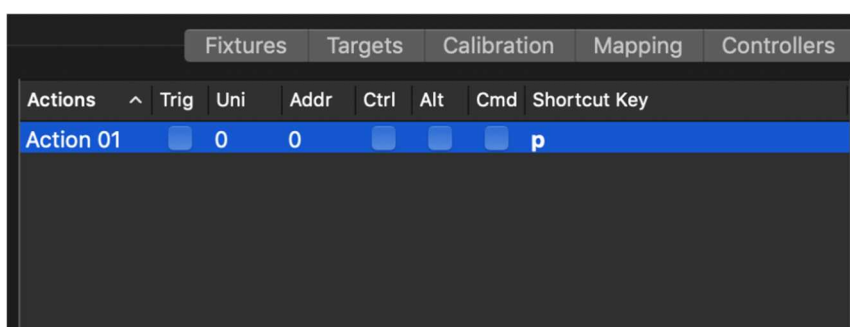 Fixtures Targets Calibration Mapping Controllers
Actions Trig Uni Addr Ctrl Alt Cmd Shortcut Key
Action 01 0 0 p